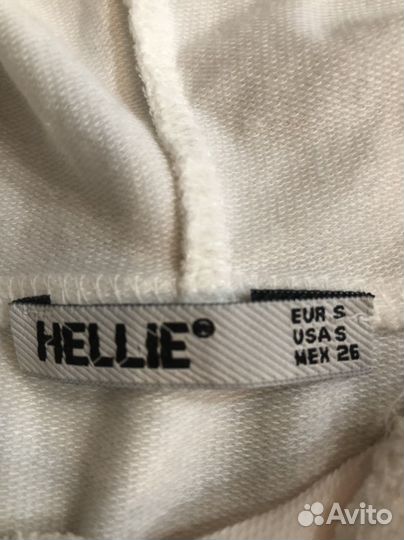 HELLIE®
EUR S
USA S
MEX 26
Avito